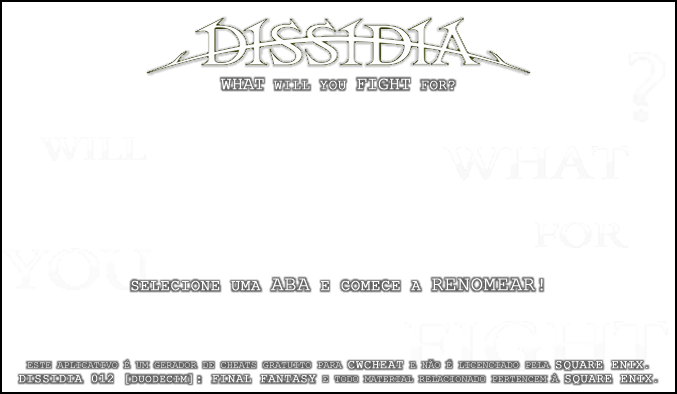 DISSIDIA
WHAT WILL YOU FIGHT FOR?
?
WILL
WHAT
FOR
YOU
SELECIONE UMA ABA E COMECE A RENOMEAR!
FIGHT
ESTE APLICATIVO É UM GERADOR DE CHEATS GRATUITO PARA CWCHEAT E NÃO É LICENCIADO PELA SQUARE ENIX.
DISSIDIA 012 [DUODECIM]: FINAL FANTASY E TODO MATERIAL RELACIONADO PERTENCEM À SQUARE ENIX.